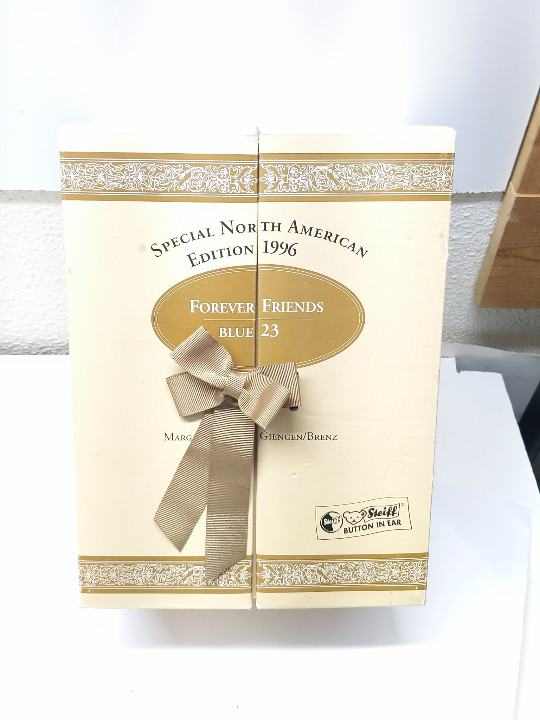 SPECIAL NORTH AMERICAN
EDITION 1996
FOREVER FRIENDS
BLUE 23
GIENGEN/BRENZ
Steiff
BUTTON IN EAR